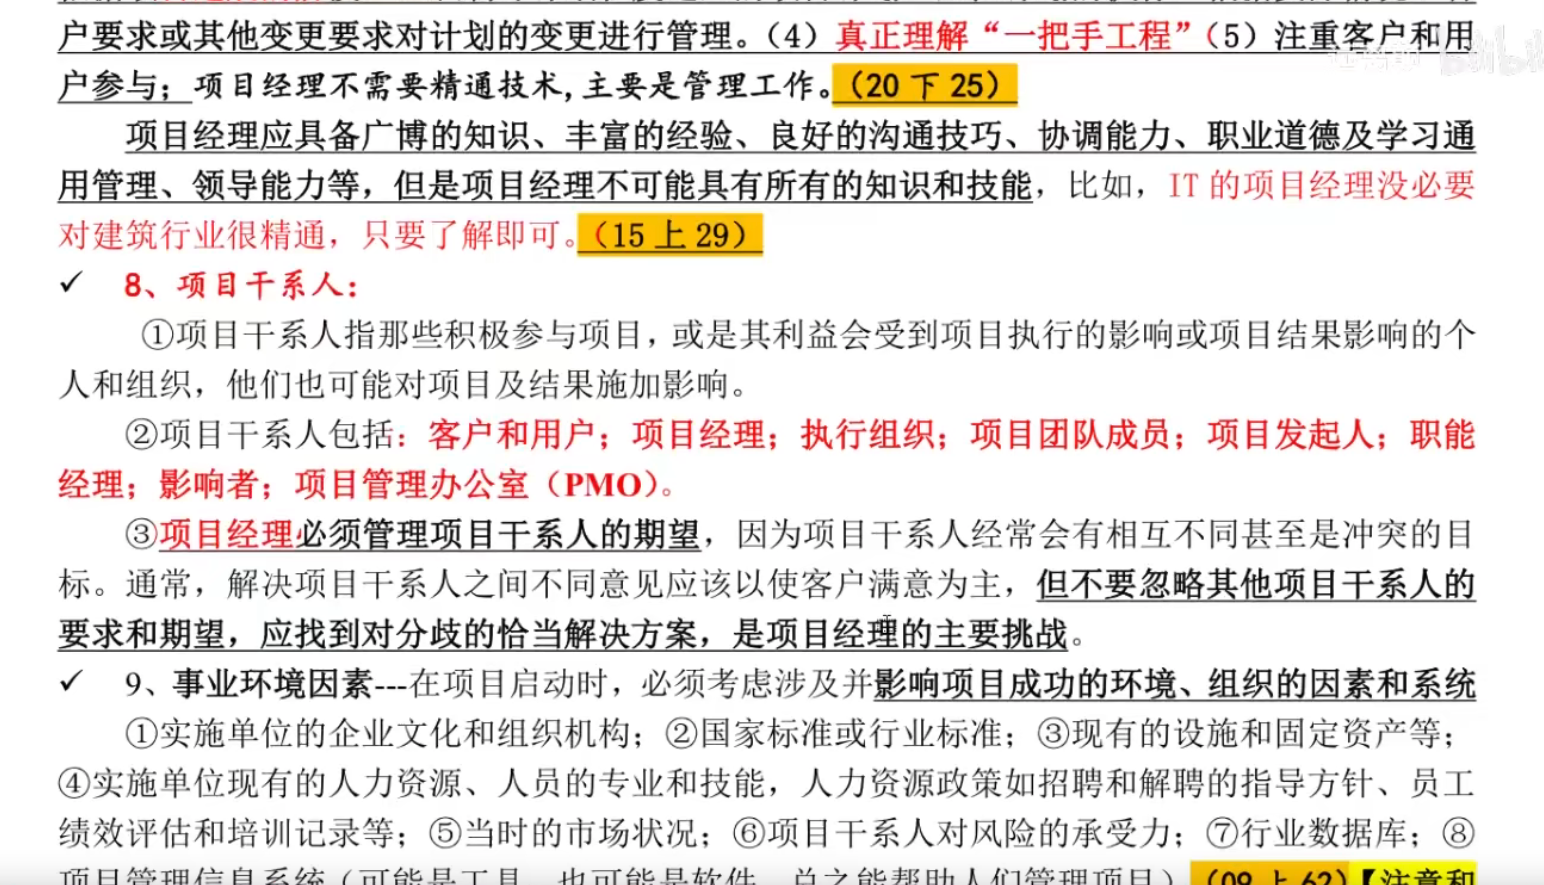 户要求或其他变更要求对计划的变更进行管理。（4）真正理解“一把手工程”（5）注重客户和用
户参与；项目经理不需要精通技术,主要是管理工作。（20 下 25）
项目经理应具备广博的知识、丰富的经验、良好的沟通技巧、协调能力、职业道德及学习通
用管理、领导能力等，但是项目经理不可能具有所有的知识和技能，比如，IT 的项目经理没必要
对建筑行业很精通，只要了解即可。（15 上 29）
✓ 8、项目干系人：
①项目干系人指那些积极参与项目，或是其利益会受到项目执行的影响或项目结果影响的个
人和组织，他们也可能对项目及结果施加影响。
②项目干系人包括：客户和用户；项目经理；执行组织；项目团队成员；项目发起人；职能
经理；影响者；项目管理办公室（PMO）。
③项目经理必须管理项目干系人的期望，因为项目干系人经常会有相互不同甚至是冲突的目
标。通常，解决项目干系人之间不同意见应该以使客户满意为主，但不要忽略其他项目干系人的
要求和期望，应找到对分歧的恰当解决方案，是项目经理的主要挑战。
✓ 9、事业环境因素---在项目启动时，必须考虑涉及并影响项目成功的环境、组织的因素和系统
①实施单位的企业文化和组织机构；②国家标准或行业标准；③现有的设施和固定资产等；
④实施单位现有的人力资源、人员的专业和技能，人力资源政策如招聘和解聘的指导方针、员工
绩效评估和培训记录等；⑤当时的市场状况；⑥项目干系人对风险的承受力；⑦行业数据库；⑧
项目管理信息系统（可能是工具，也可能是软件，总之能帮助人们管理项目）（09 上 62）【注意和